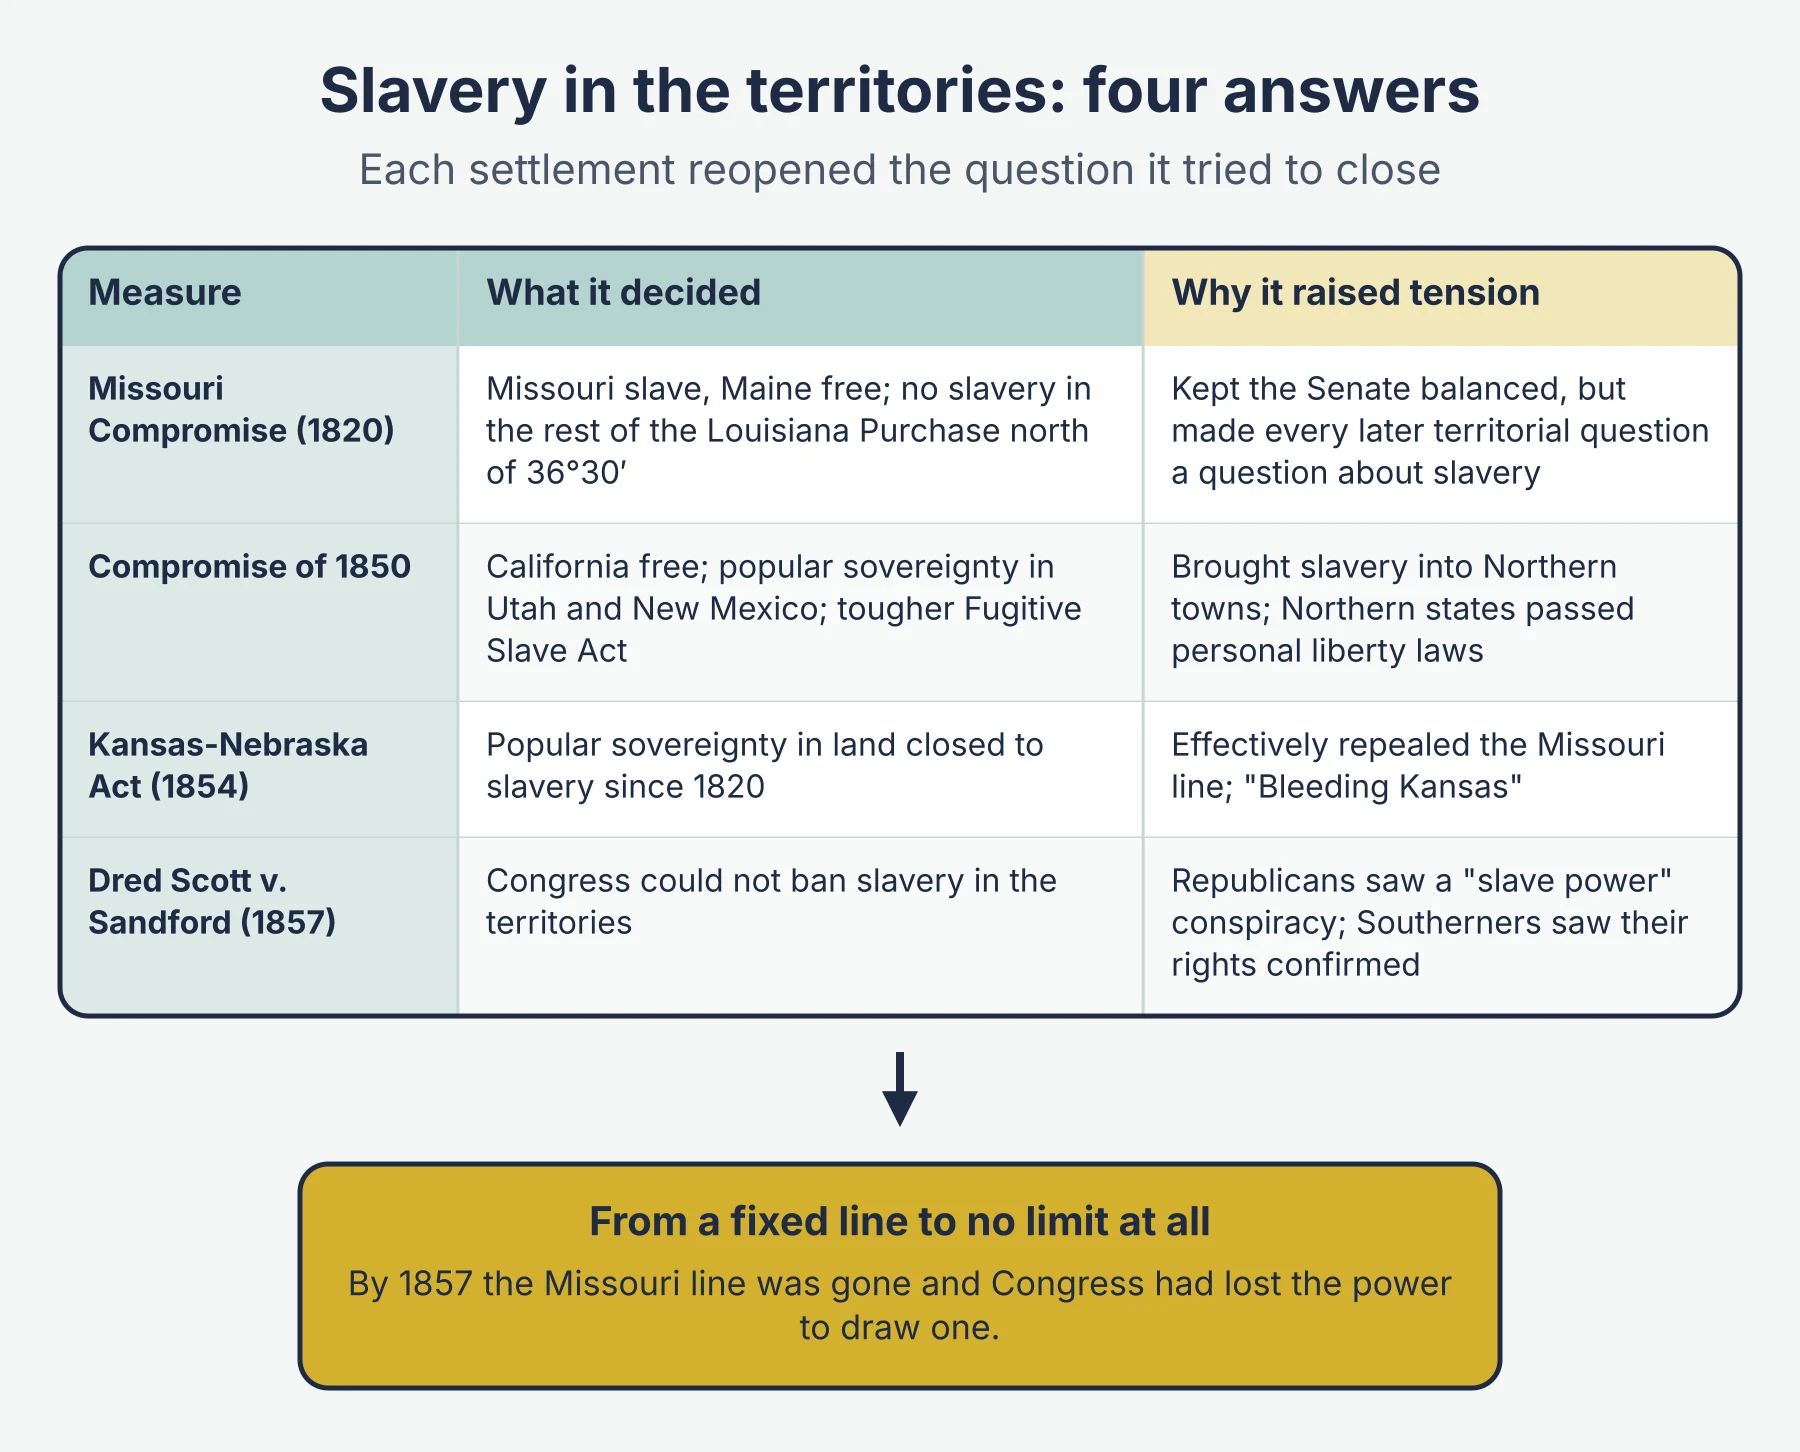 Slavery in the territories: four answers
Each settlement reopened the question it tried to close
Measure
What it decided
Why it raised tension
Missouri
Compromise (1820)
Missouri slave, Maine free; no slavery in
the rest of the Louisiana Purchase north
of 36°30′
Kept the Senate balanced, but
made every later territorial question
a question about slavery
Compromise of 1850
California free; popular sovereignty in
Utah and New Mexico; tougher Fugitive
Slave Act
Brought slavery into Northern
towns; Northern states passed
personal liberty laws
Kansas-Nebraska
Act (1854)
Popular sovereignty in land closed to
slavery since 1820
Effectively repealed the Missouri
line; "Bleeding Kansas"
Dred Scott v.
Sandford (1857)
Congress could not ban slavery in the
territories
Republicans saw a "slave power"
conspiracy; Southerners saw their
rights confirmed
From a fixed line to no limit at all
By 1857 the Missouri line was gone and Congress had lost the power
to draw one.